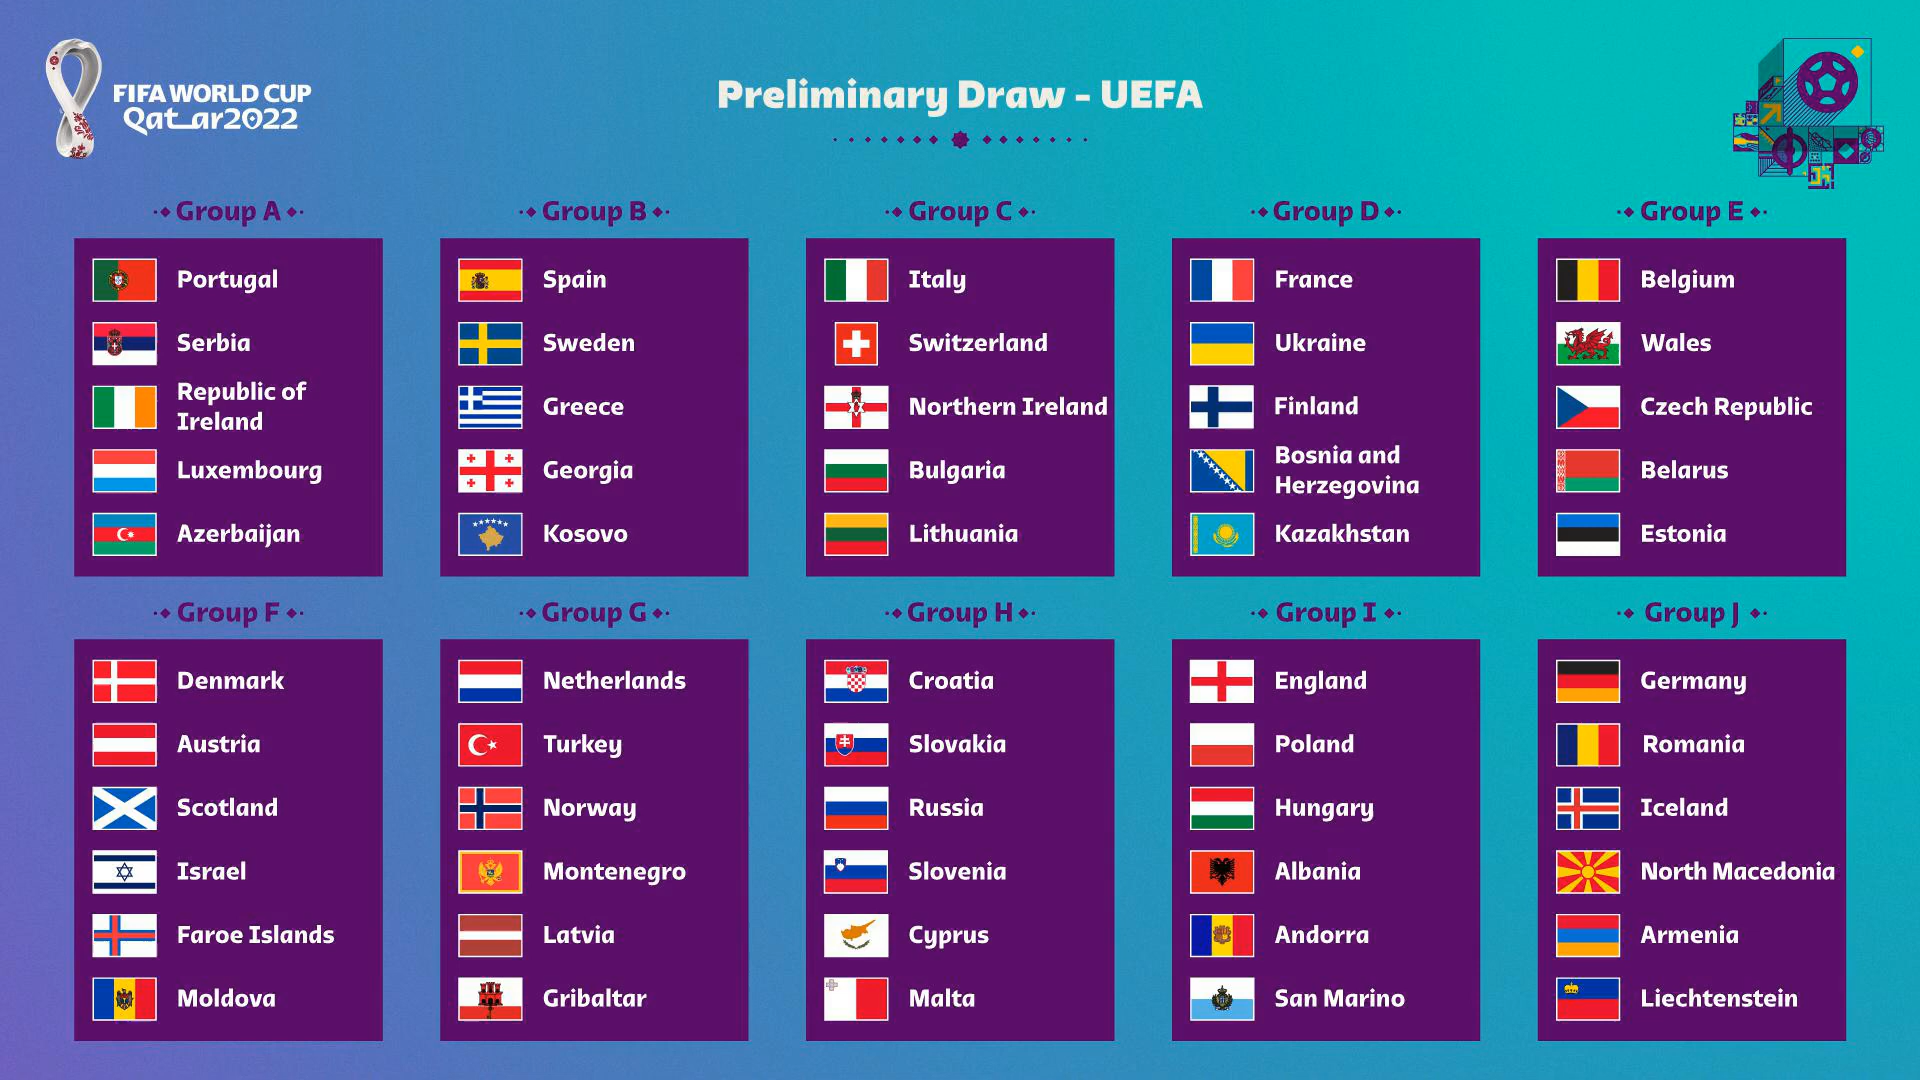 FIFA WORLD CUP
Qatar2022
Preliminary Draw - UEFA
Group A
Portugal
Serbia
Republic of
Ireland
Luxembourg
Azerbaijan
Group B
Spain
Sweden
Greece
Georgia
Kosovo
Group C
Italy
Switzerland
Northern Ireland
Bulgaria
Lithuania
Group D
France
Ukraine
Finland
Bosnia and
Herzegovina
Kazakhstan
Group E
Belgium
Wales
Czech Republic
Belarus
Estonia
Group F
Denmark
Austria
Scotland
Israel
Faroe Islands
Moldova
Group G
Netherlands
Turkey
Norway
Montenegro
Latvia
Gribaltar
Group H
Croatia
Slovakia
Russia
Slovenia
Cyprus
Malta
Group I
England
Poland
Hungary
Albania
Andorra
San Marino
Group J
Germany
Romania
Iceland
North Macedonia
Armenia
Liechtenstein